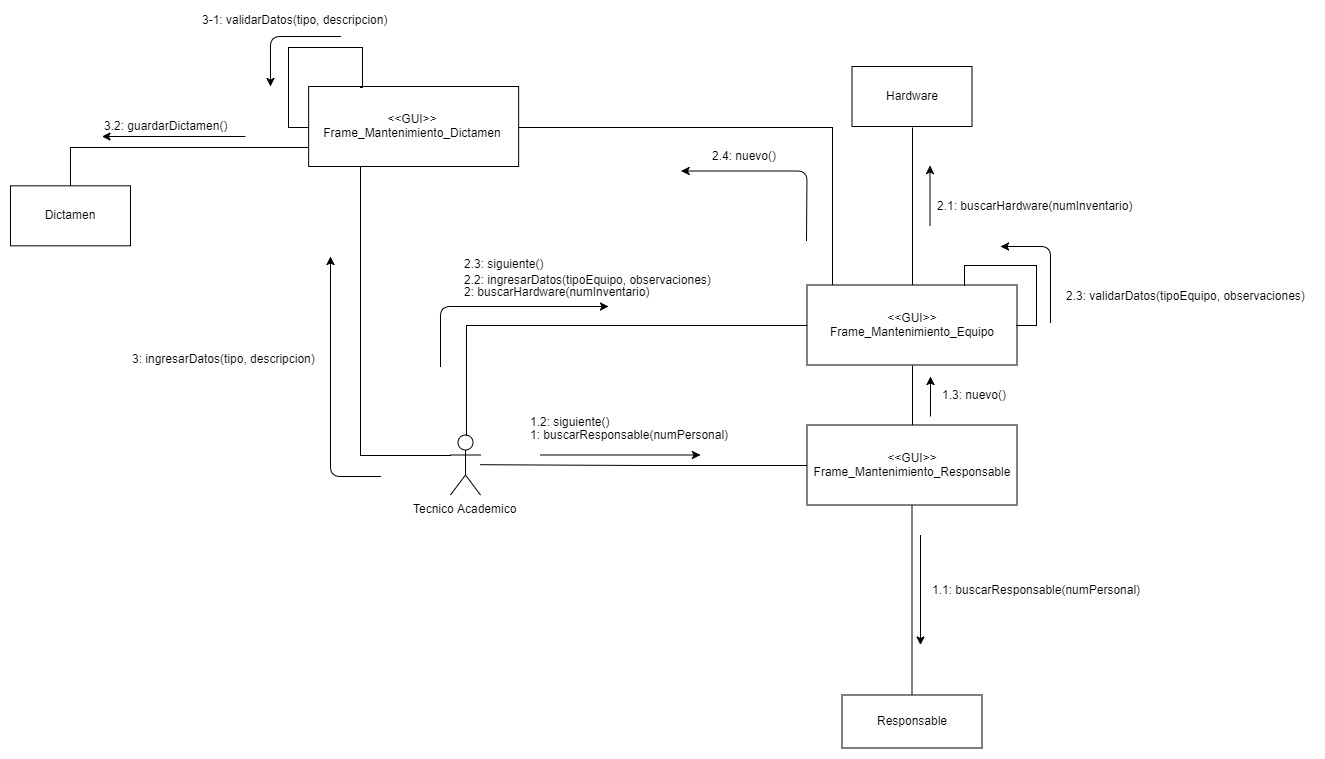 3-1: validarDatos(tipo, descripcion)
<<GUI>>
Frame_Mantenimiento_Dictamen
Hardware
3.2: guardarDictamen()
2.4: nuevo()
Dictamen
2.1: buscarHardware(numInventario)
2.3: siguiente()
2.2: ingresarDatos(tipoEquipo, observaciones)
2: buscarHardware(numInventario)
2.3: validarDatos(tipoEquipo, observaciones)
<<GUI>>
Frame_Mantenimiento_Equipo
3: ingresarDatos(tipo, descripcion)
1.3: nuevo()
1.2: siguiente()
1: buscarResponsable(numPersonal)
<<GUI>>
Frame_Mantenimiento_Responsable
Tecnico Academico
1.1: buscarResponsable(numPersonal)
Responsable